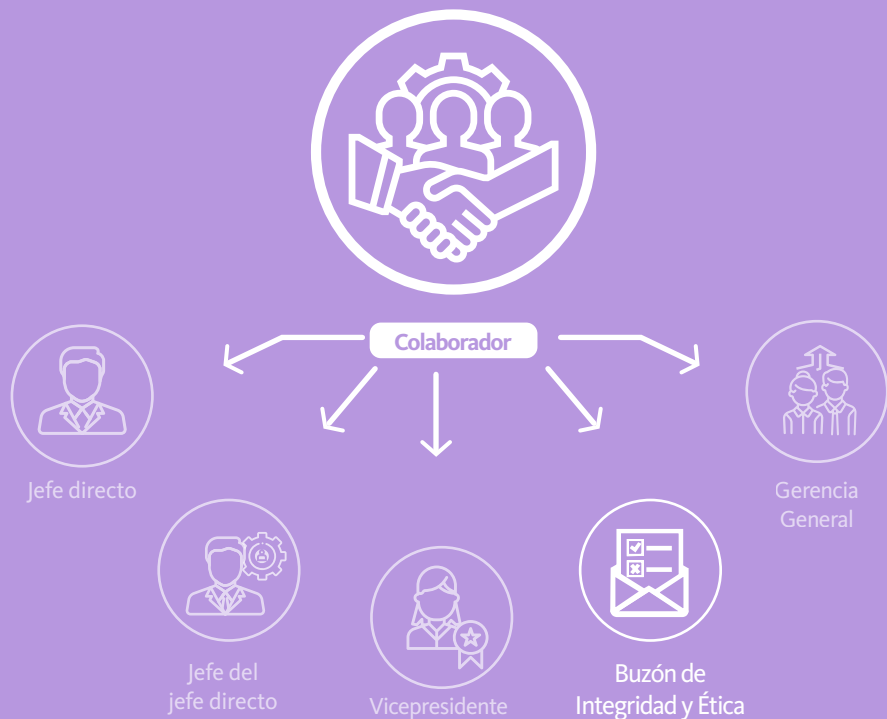 Colaborador
Jefe directo
Jefe del
jefe directo
Vicepresidente
Buzón de
Integridad y Ética
Gerencia
General